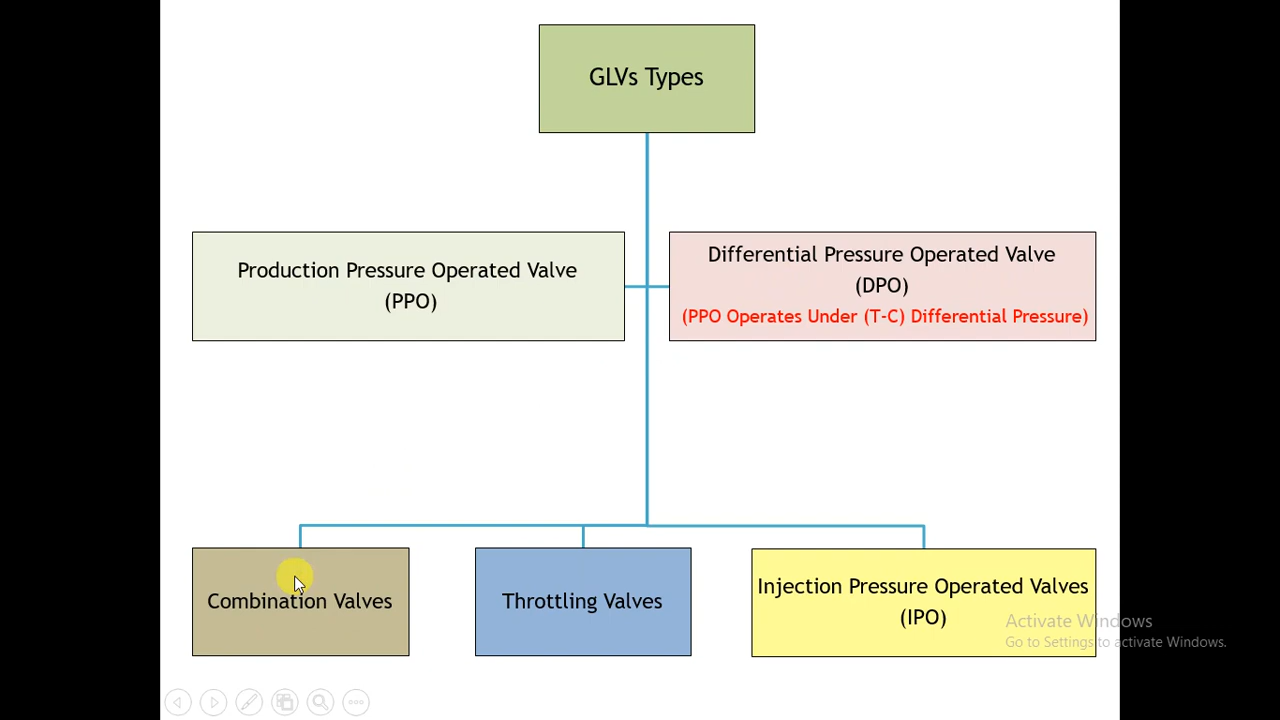 GLVs Types
Production Pressure Operated Valve
(PPO)
Differential Pressure Operated Valve
(DPO)
(PPO Operates Under (T-C) Differential Pressure)
Combination Valves
Throttling Valves
Injection Pressure Operated Valves
(IPO)
Activate Windows
Go to Settings to activate Windows.